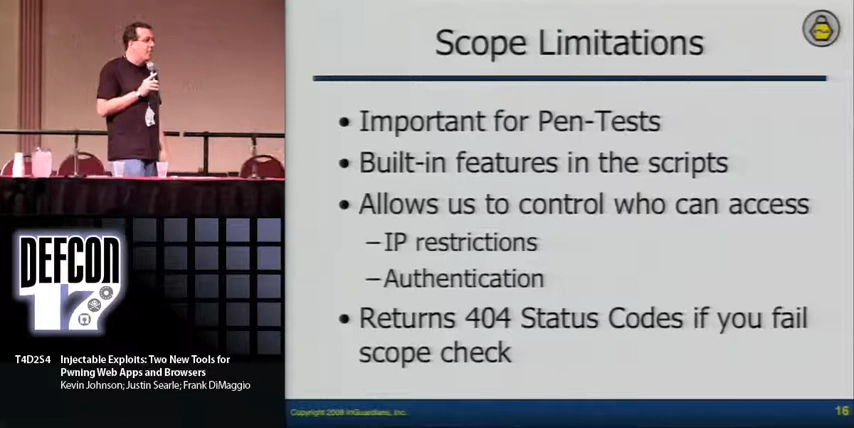 Scope Limitations
• Important for Pen-Tests
• Built-in features in the scripts
• Allows us to control who can access
–IP restrictions
–Authentication
• Returns 404 Status Codes if you fail
scope check
Copyright 2008 InGuardians, Inc.
16
DEFCON
17
T4D2S4 Injectable Exploits: Two New Tools for
Pwning Web Apps and Browsers
Kevin Johnson; Justin Searle; Frank DiMaggio